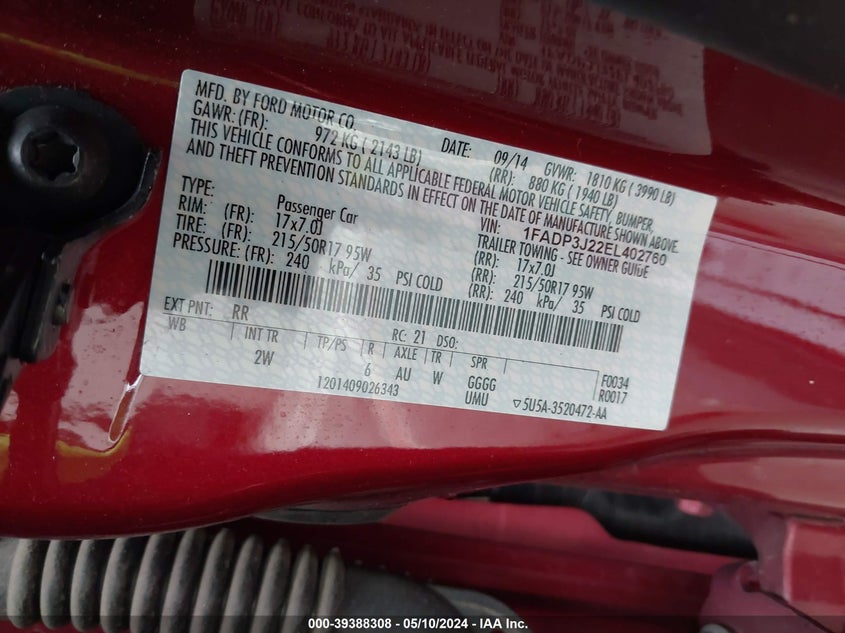 MFD. BY FORD MOTOR CO. DATE: 09/14 GVWR: 1810 KG ( 3990 LB)
GAWR: (FR): 972 KG ( 2143 LB) (RR): 880 KG ( 1940 LB)
THIS VEHICLE CONFORMS TO ALL APPLICABLE FEDERAL MOTOR VEHICLE SAFETY, BUMPER,
AND THEFT PREVENTION STANDARDS IN EFFECT ON THE DATE OF MANUFACTURE SHOWN ABOVE.
VIN: 1FADP3J22EL402760
TYPE: Passenger Car TRAILER TOWING - SEE OWNER GUIDE
RIM: (FR): 17x7.0J (RR): 17x7.0J
TIRE: (FR): 215/50R17 95W (RR): 215/50R17 95W
PRESSURE: (FR): 240 kPa/ 35 PSI COLD (RR): 240 kPa/ 35 PSI COLD
EXT PNT: RR RC: 21 DSO:
WB INT TR TP/PS R AXLE TR SPR F0034
2W 6 AU W GGGG R0017
1201409026343 UMU ▽5U5A-3520472-AA
000-39388308 - 05/10/2024 - IAA Inc.